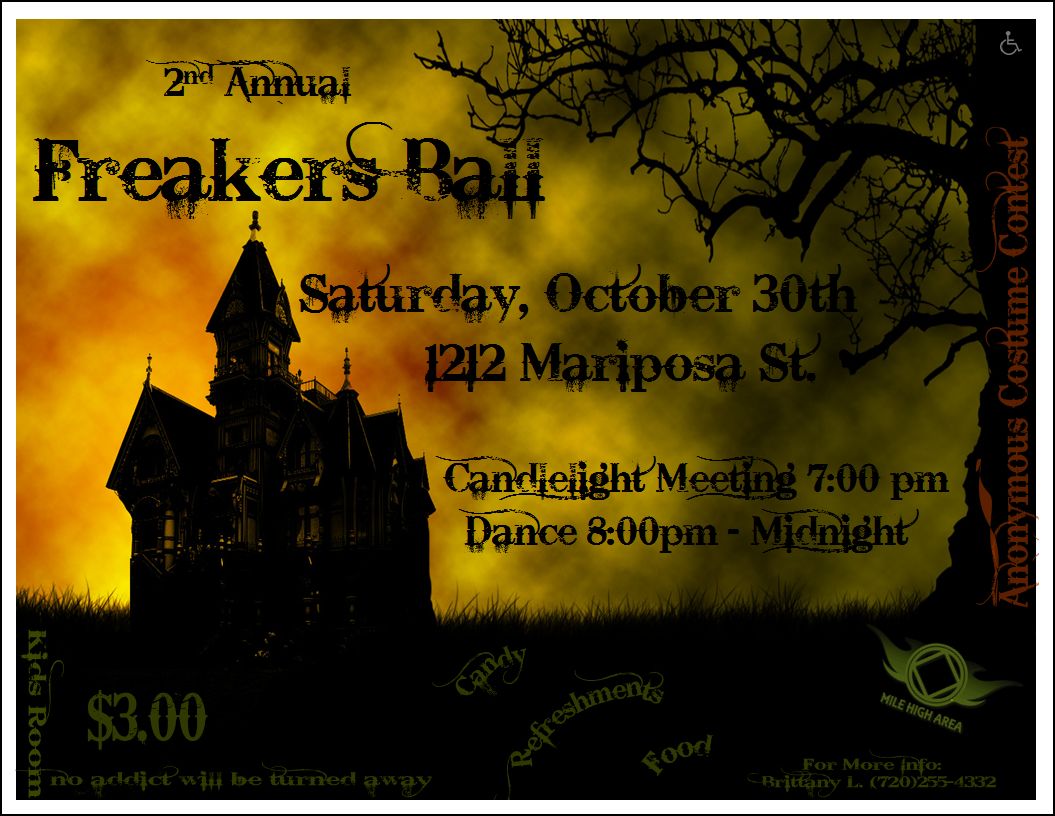 2nd Annual
Freakers Ball
Saturday, October 30th
1212 Mariposa St.
Candlelight Meeting 7:00 pm
Dance 8:00pm - Midnight
Anonymous Costume Contest
Kids Room
$3.00
no addict will be turned away
Candy
Refreshments
Food
MILE HIGH AREA
For More Info:
Brittany L. (720)255-4332